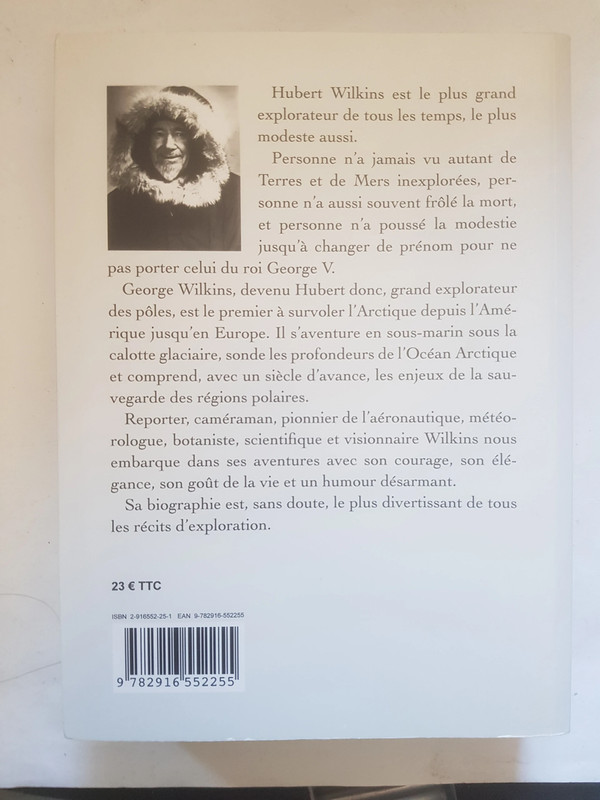 Hubert Wilkins est le plus grand
explorateur de tous les temps, le plus
modeste aussi.
Personne n'a jamais vu autant de
Terres et de Mers inexplorées, per-
sonne n'a aussi souvent frôlé la mort,
et personne n'a poussé la modestie
jusqu'à changer de prénom pour ne
pas porter celui du roi George V.
George Wilkins, devenu Hubert donc, grand explorateur
des pôles, est le premier à survoler l'Arctique depuis l'Amé-
rique jusqu'en Europe. Il s'aventure en sous-marin sous la
calotte glaciaire, sonde les profondeurs de l'Océan Arctique
et comprend, avec un siècle d'avance, les enjeux de la sau-
vegarde des régions polaires.
Reporter, caméraman, pionnier de l'aéronautique, météo-
rologue, botaniste, scientifique et visionnaire Wilkins nous
embarque dans ses aventures avec son courage, son élé-
gance, son goût de la vie et un humour désarmant.
Sa biographie est, sans doute, le plus divertissant de tous
les récits d'exploration.
23 € TTC
ISBN 2-916552-25-1 EAN 9-782916-552255
9 782916 552255